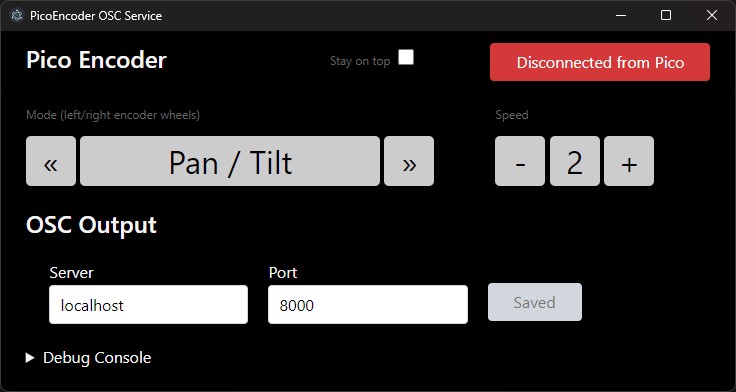 PicoEncoder OSC Service
Pico Encoder
Stay on top
Disconnected from Pico
Mode (left/right encoder wheels)
Speed
« Pan / Tilt »
- 2 +
OSC Output
Server
Port
localhost
8000
Saved
Debug Console